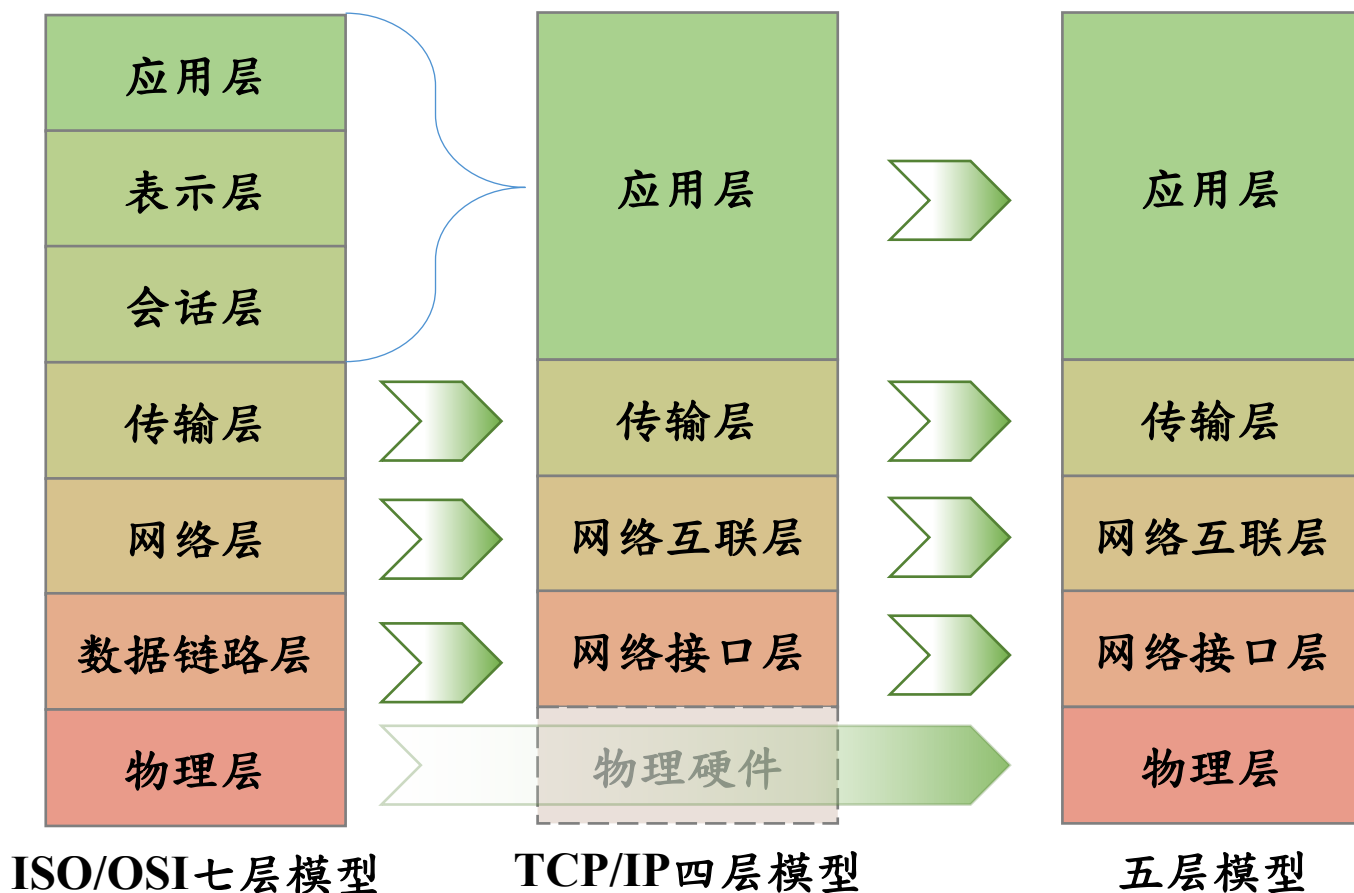 应用层
表示层
会话层
传输层
网络层
数据链路层
物理层
ISO/OSI七层模型
应用层
传输层
网络互联层
网络接口层
物理硬件
TCP/IP四层模型
应用层
传输层
网络互联层
网络接口层
物理层
五层模型